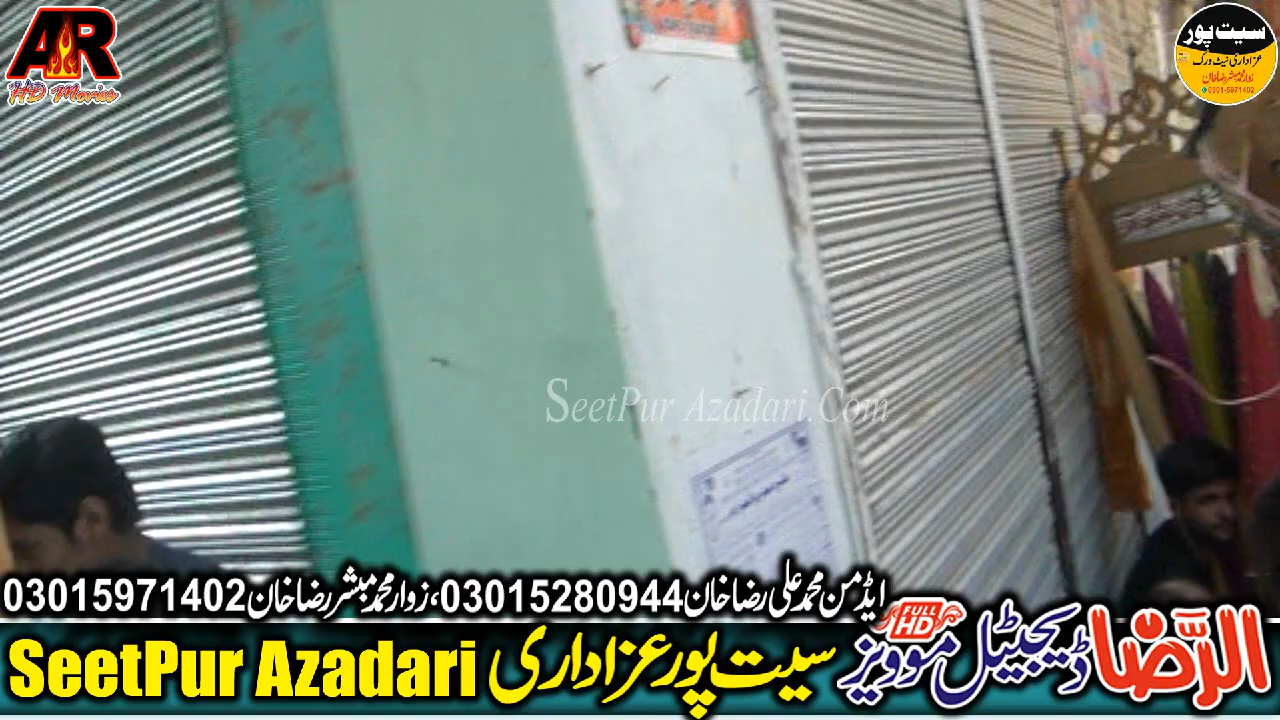 AR
HD Movies
سیت پور
عزاداری نیٹ ورک
زوار محمد مبشر رضا خان
0301-5971402
SeetPur Azadari.Com
ایڈمن محمد علی رضا خان 03015280944، زوار محمد مبشر رضا خان 03015971402
FULL HD
الرضا ڈیجیٹل موویز سیت پور عزاداری SeetPur Azadari